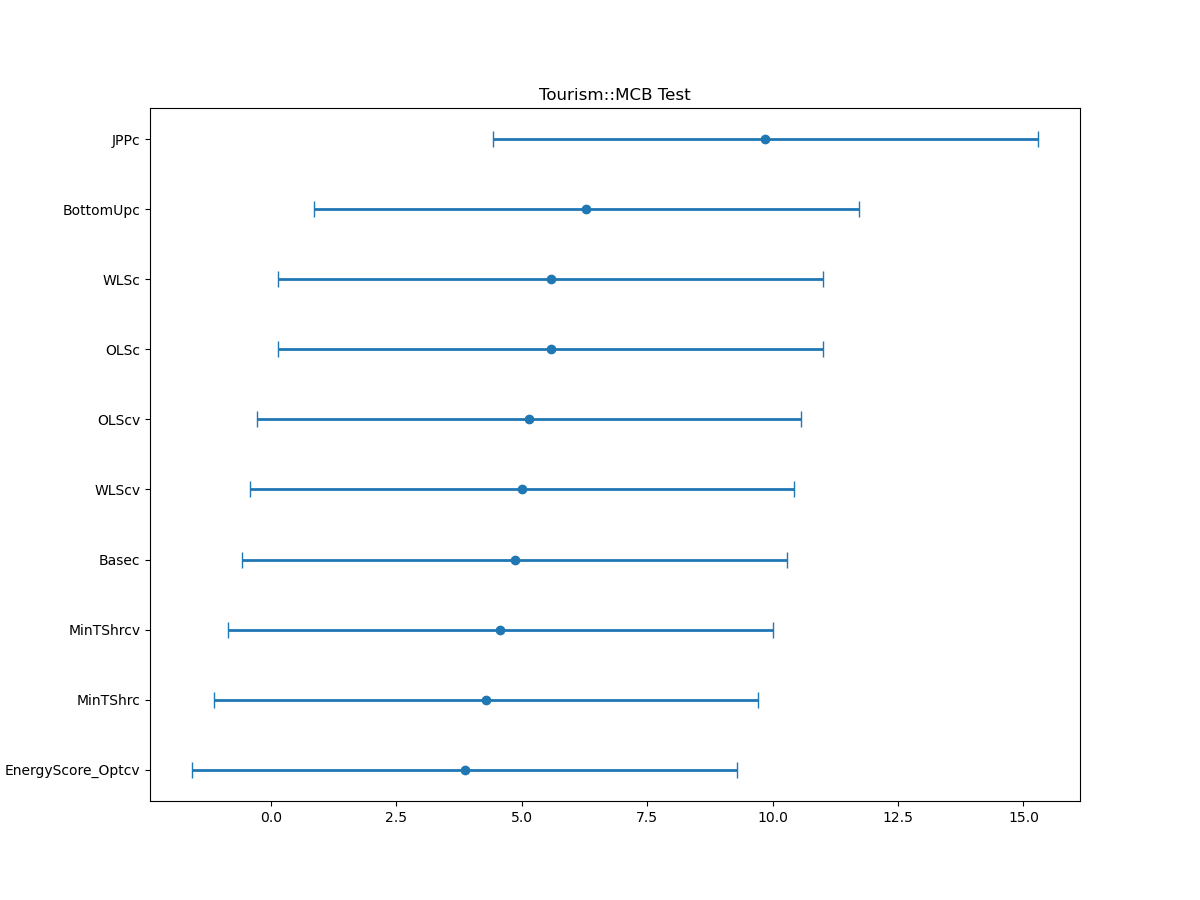 Tourism::MCB Test
JPPc
BottomUpc
WLSc
OLSc
OLScv
WLScv
Basec
MinTShrcv
MinTShrc
EnergyScore_Optcv
0.0 2.5 5.0 7.5 10.0 12.5 15.0